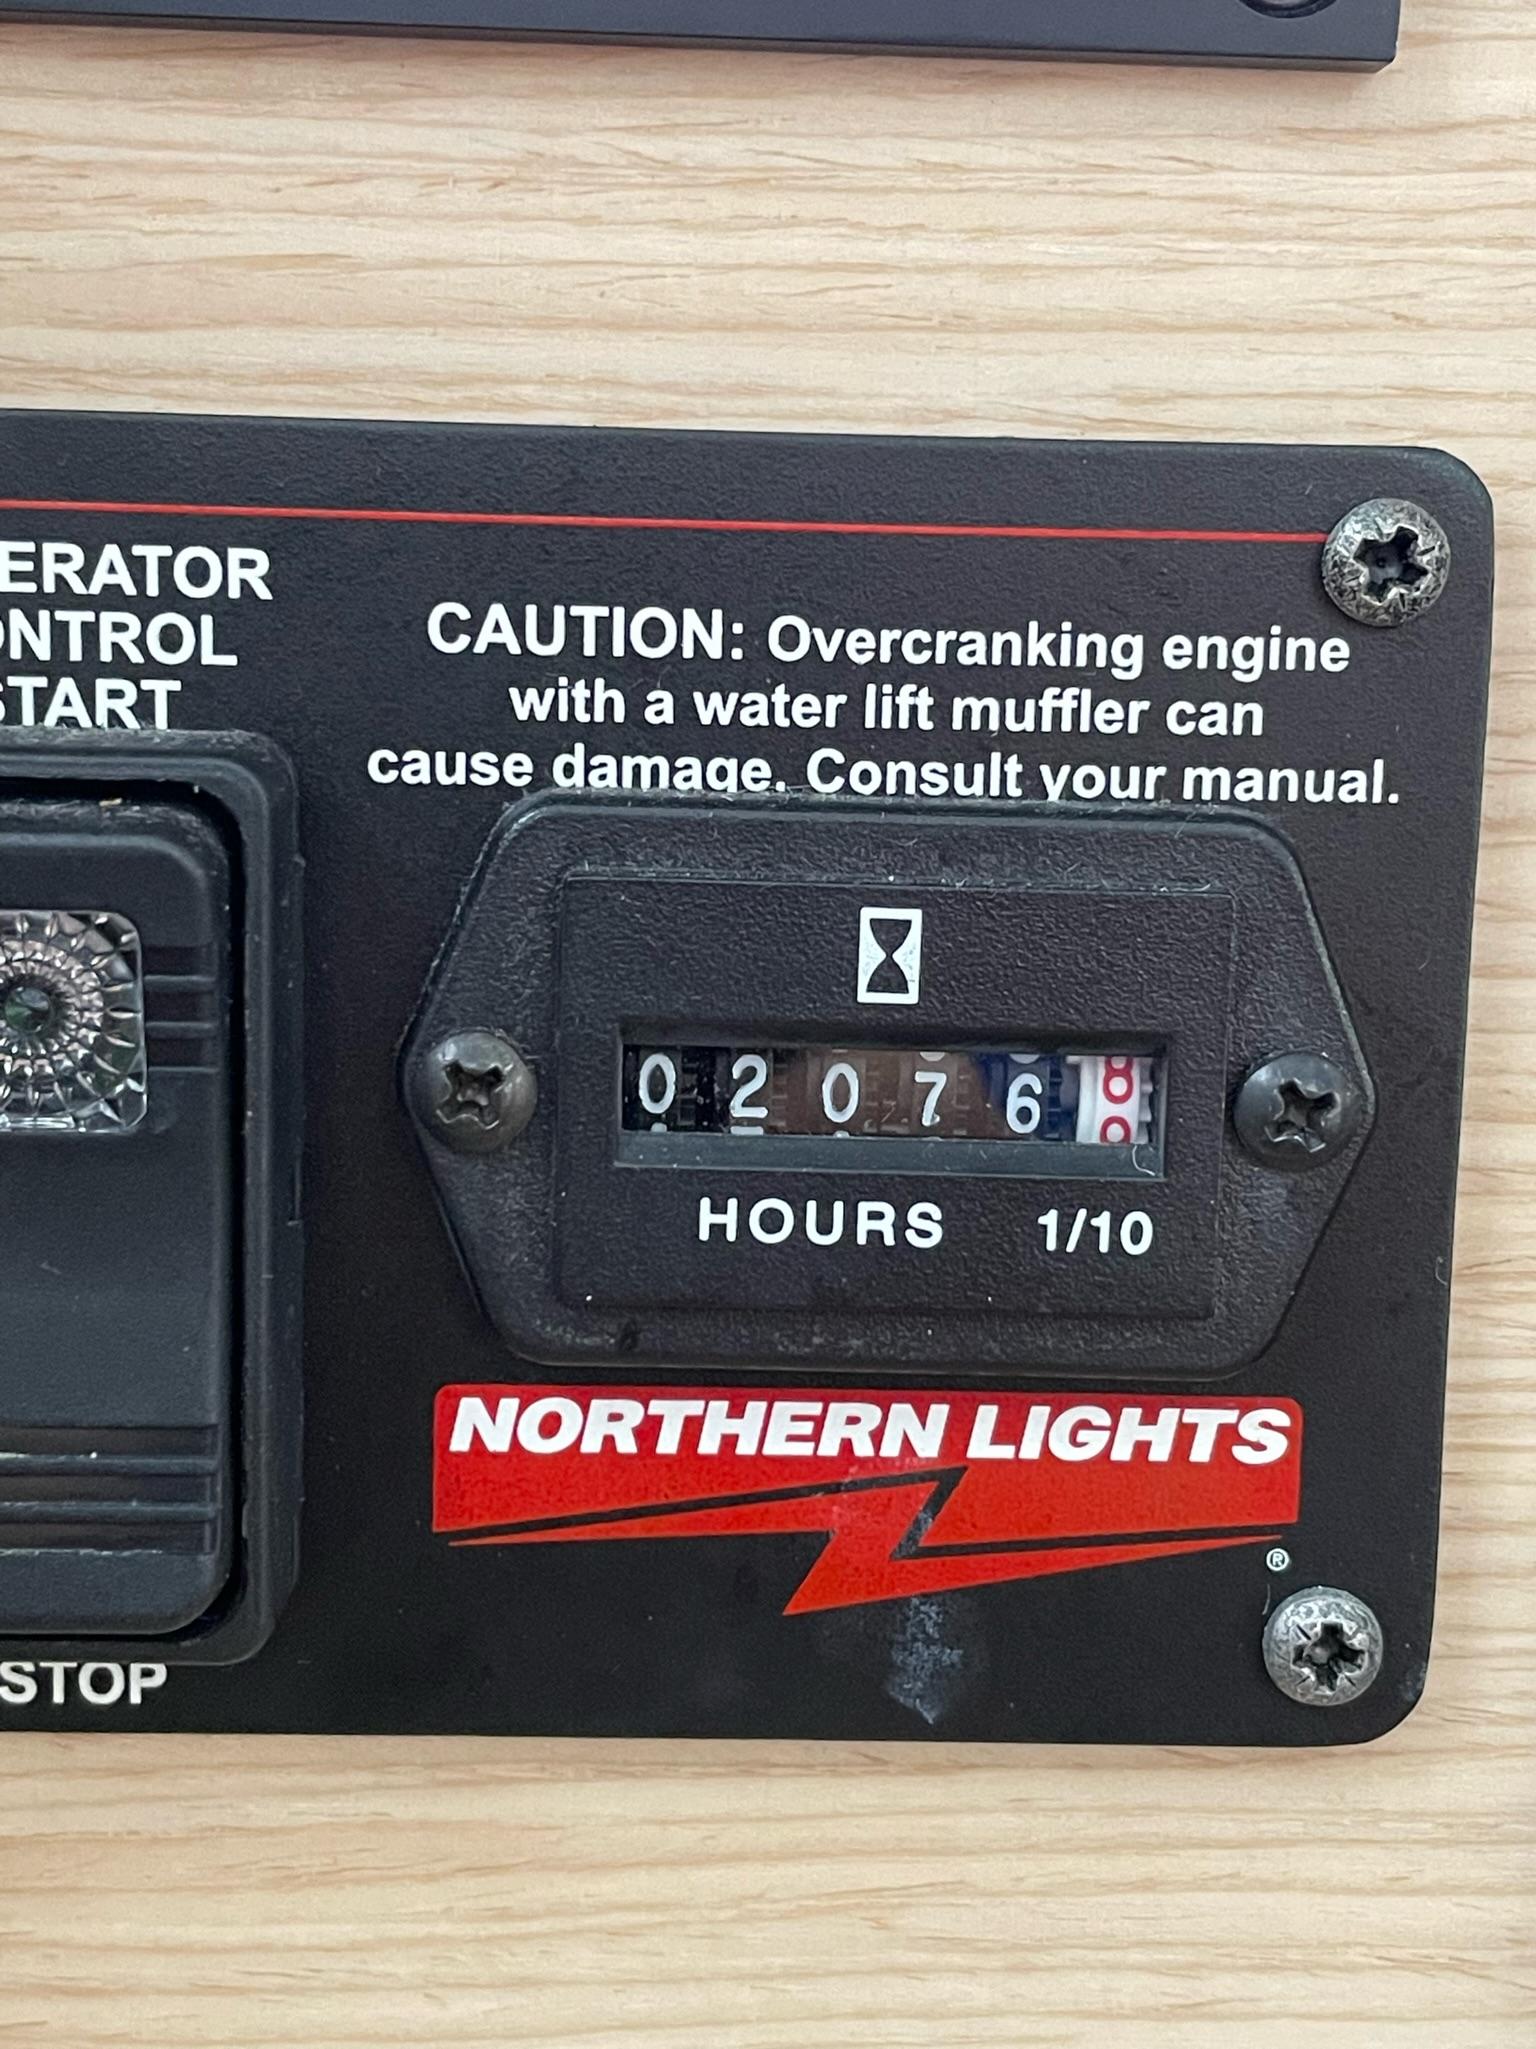 ERATOR
ONTROL
START
CAUTION: Overcranking engine
with a water lift muffler can
cause damage. Consult your manual.
02076
HOURS 1/10
NORTHERN LIGHTS
®
STOP